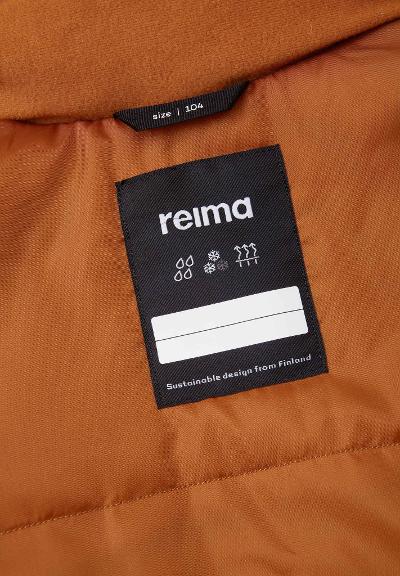 size | 104
reima
Sustainable design from Finland